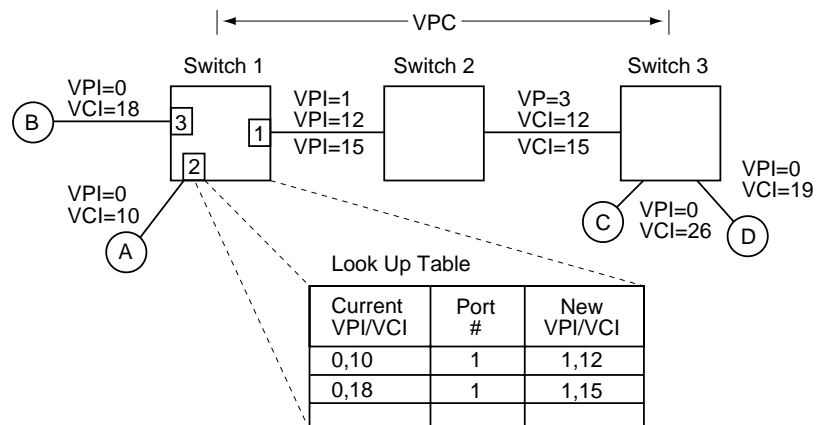 VPC
Switch 1
Switch 2
Switch 3
VPI=0
VCI=18
B
3
1
2
VPI=1
VPI=12
VPI=15
VP=3
VCI=12
VCI=15
VPI=0
VCI=19
VPI=0
VCI=10
A
C
VPI=0
VCI=26
D
Look Up Table
Current VPI/VCI
Port #
New VPI/VCI
0,10 1 1,12
0,18 1 1,15